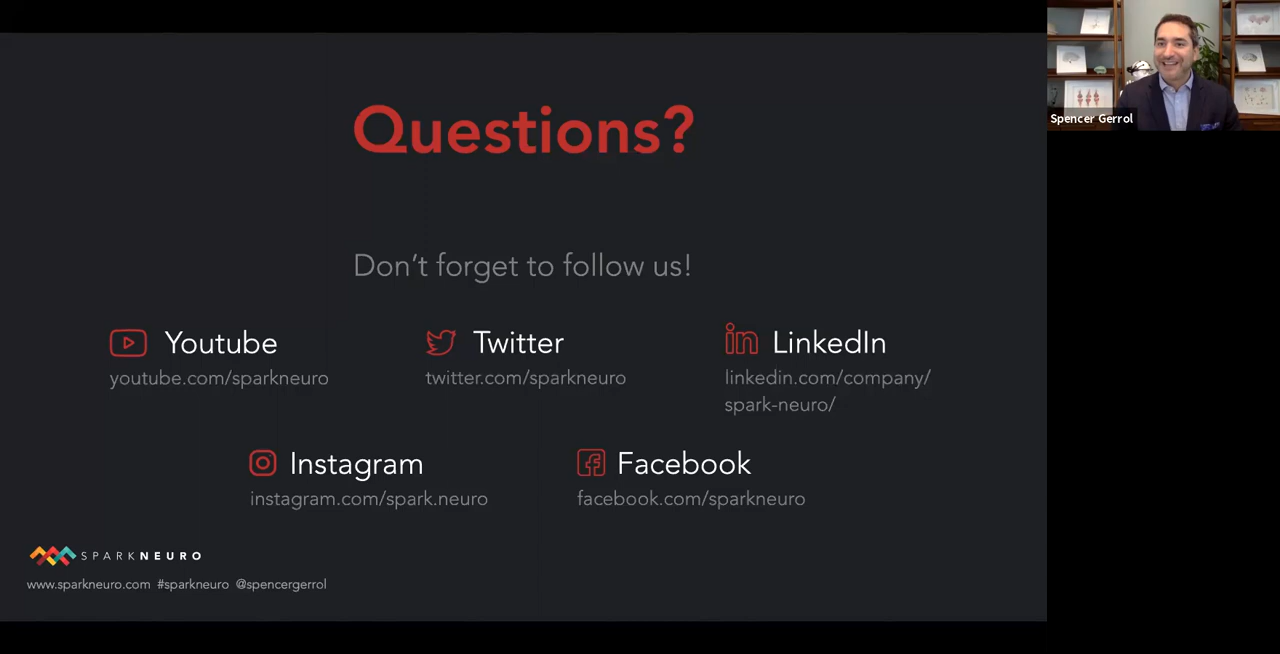 Questions?
Spencer Gerrol
Don't forget to follow us!
Youtube
youtube.com/sparkneuro
Twitter
twitter.com/sparkneuro
LinkedIn
linkedin.com/company/
spark-neuro/
Instagram
instagram.com/spark.neuro
Facebook
facebook.com/sparkneuro
SPARKNEURO
www.sparkneuro.com #sparkneuro @spencergerrol